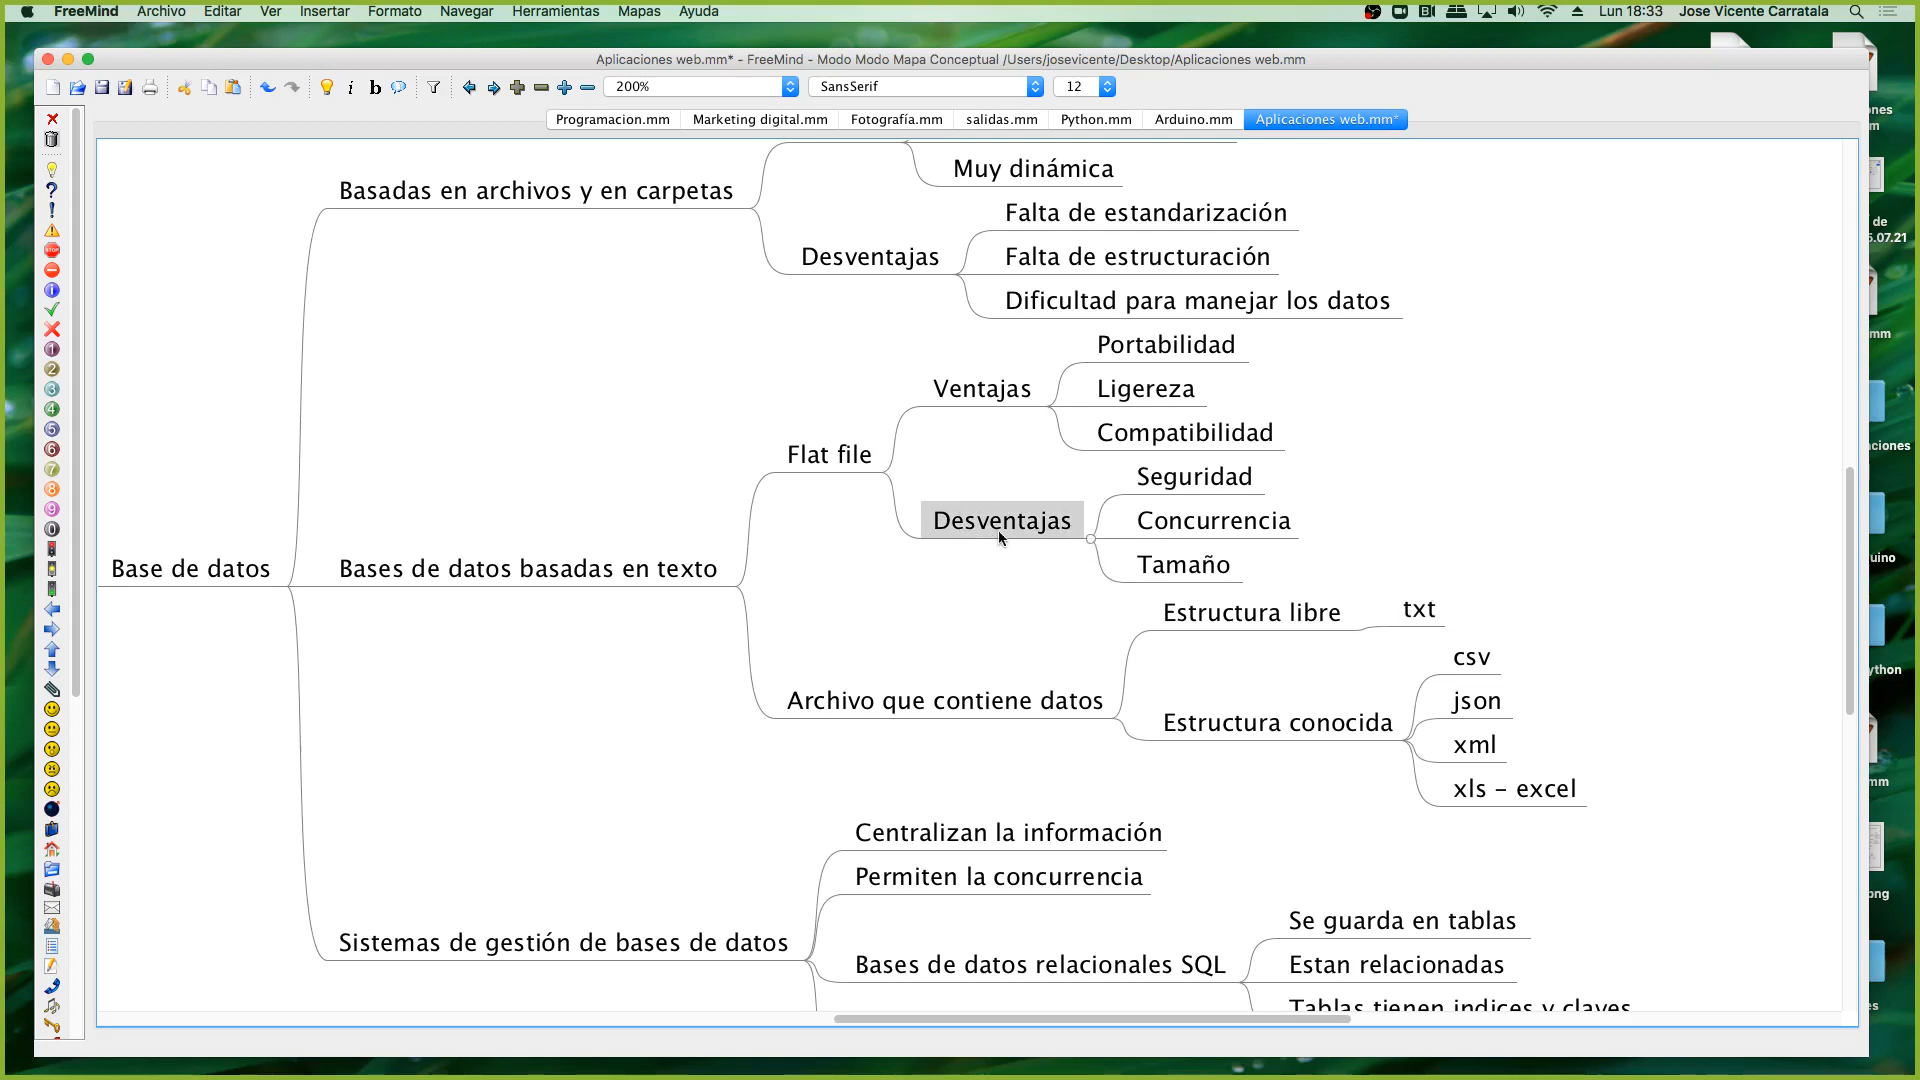 FreeMind Archivo Editar Ver Insertar Formato Navegar Herramientas Mapas Ayuda Lun 18:33 Jose Vicente Carratala
Aplicaciones web.mm* - FreeMind - Modo Modo Mapa Conceptual /Users/josevicente/Desktop/Aplicaciones web.mm
200% SansSerif 12
Programacion.mm Marketing digital.mm Fotografía.mm salidas.mm Python.mm Arduino.mm Aplicaciones web.mm*
Muy dinámica
Basadas en archivos y en carpetas
Falta de estandarización
Desventajas
Falta de estructuración
Dificultad para manejar los datos
Portabilidad
Ventajas
Ligereza
Compatibilidad
Flat file
Seguridad
Desventajas
Concurrencia
Tamaño
Base de datos
Bases de datos basadas en texto
Estructura libre
txt
csv
Archivo que contiene datos
json
Estructura conocida
xml
xls - excel
Centralizan la información
Permiten la concurrencia
Se guarda en tablas
Sistemas de gestión de bases de datos
Bases de datos relacionales SQL
Estan relacionadas
Tablas tienen indices y claves